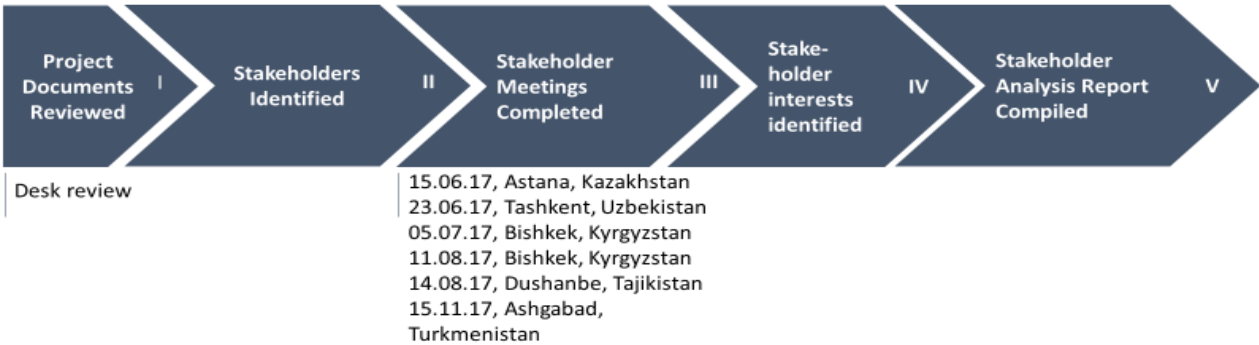 Project
Documents
Reviewed
I
Stakeholders
Identified
II
Stakeholder
Meetings
Completed
III
Stake-
holder
interests
identified
IV
Stakeholder
Analysis Report
Compiled
V
Desk review
15.06.17, Astana, Kazakhstan
23.06.17, Tashkent, Uzbekistan
05.07.17, Bishkek, Kyrgyzstan
11.08.17, Bishkek, Kyrgyzstan
14.08.17, Dushanbe, Tajikistan
15.11.17, Ashgabad,
Turkmenistan